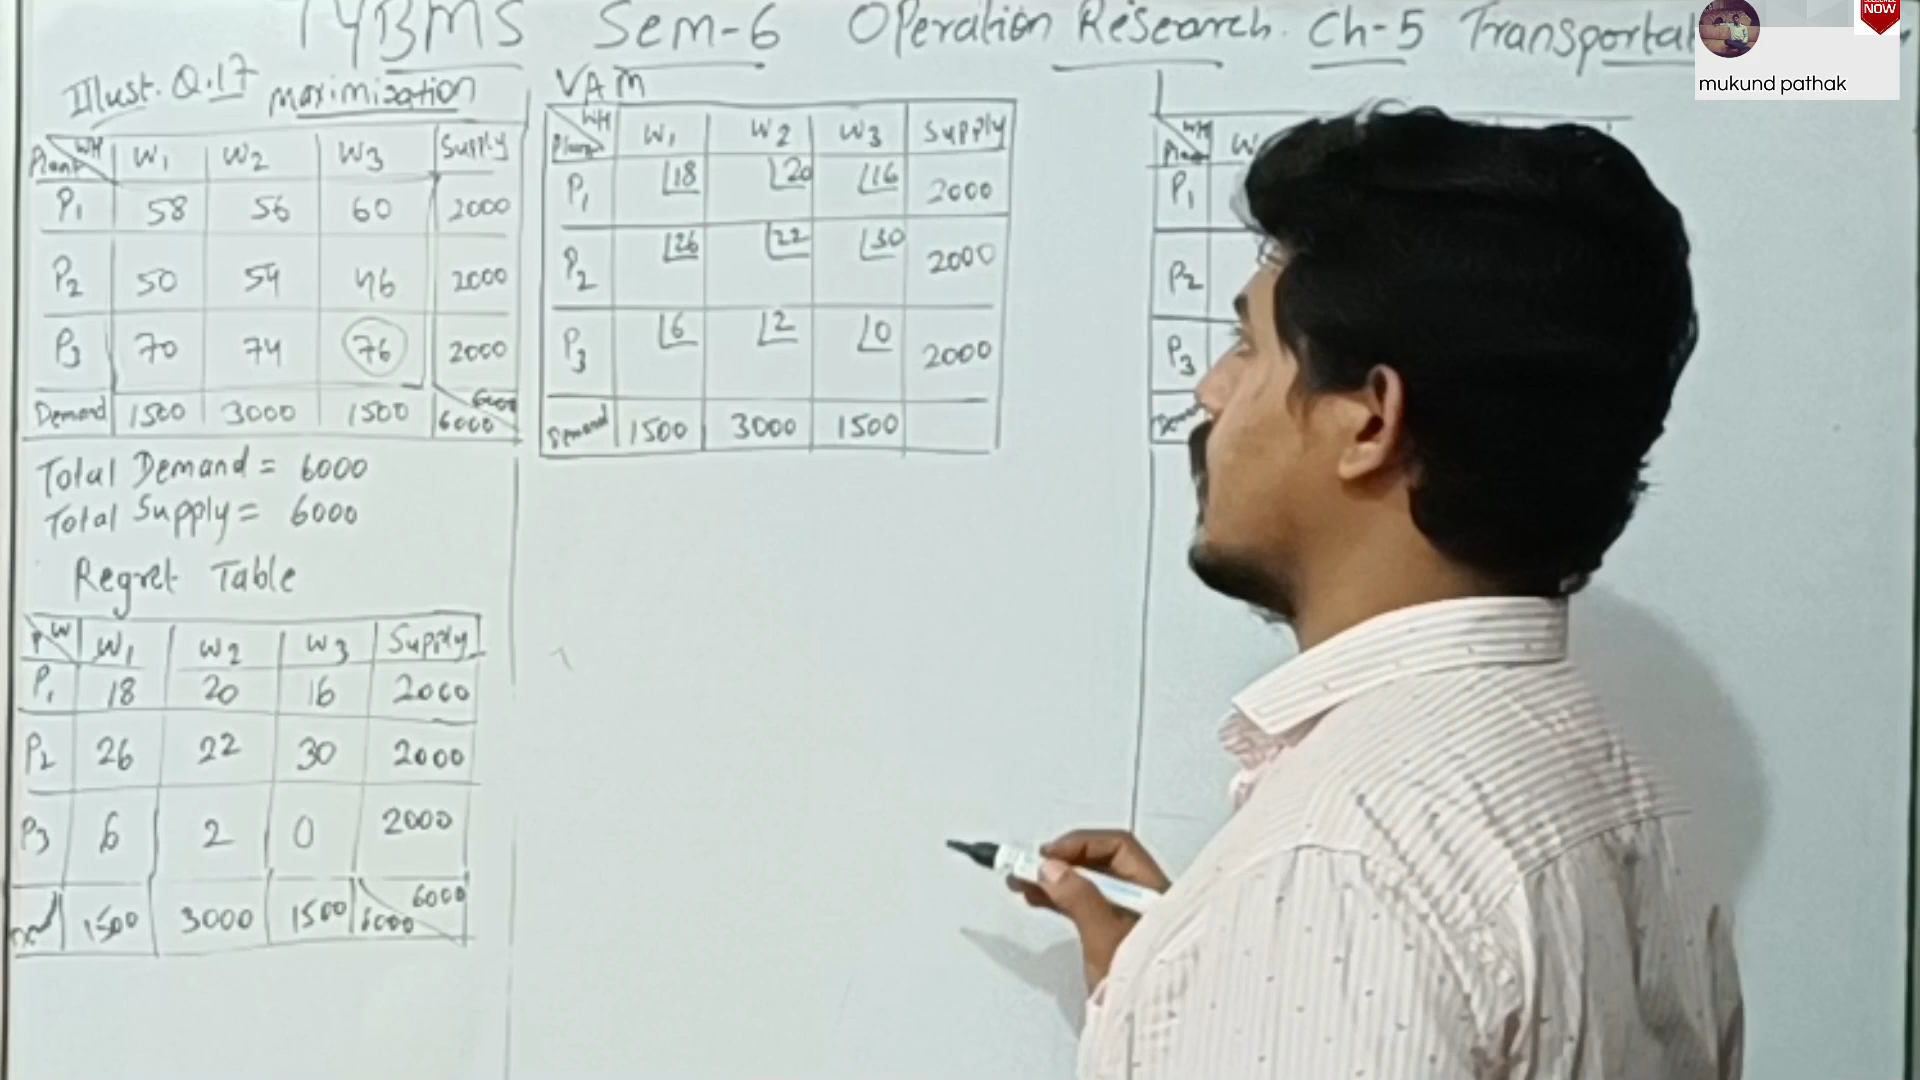 TYBMS Sem-6 Operation Research. Ch-5
mukund pathak
NOW
Illust. Q.17 Maximisation
Plant WH W1 W2 W3 Supply
P1 58 56 60 2000
P2 50 54 46 2000
P3 70 74 76 2000
Demand 1500 3000 1500 6000 6000
Total Demand = 6000
Total Supply = 6000
Regret Table
P W W1 W2 W3 Supply
P1 18 20 16 2000
P2 26 22 30 2000
P3 6 2 0 2000
1500 3000 1500 6000 6000
VAM
Plant WH W1 W2 W3 Supply
P1 18 20 16 2000
P2 26 22 30 2000
P3 6 2 0 2000
Demand 1500 3000 1500
Plant WH
P1
P2
P3